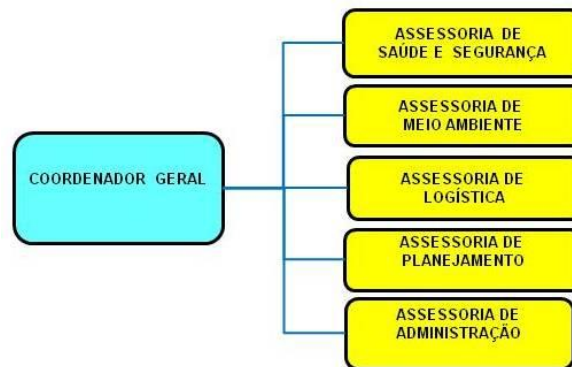 COORDENADOR GERAL
ASSESSORIA DE
SAÚDE E SEGURANÇA
ASSESSORIA DE
MEIO AMBIENTE
ASSESSORIA DE
LOGÍSTICA
ASSESSORIA DE
PLANEJAMENTO
ASSESSORIA DE
ADMINISTRAÇÃO